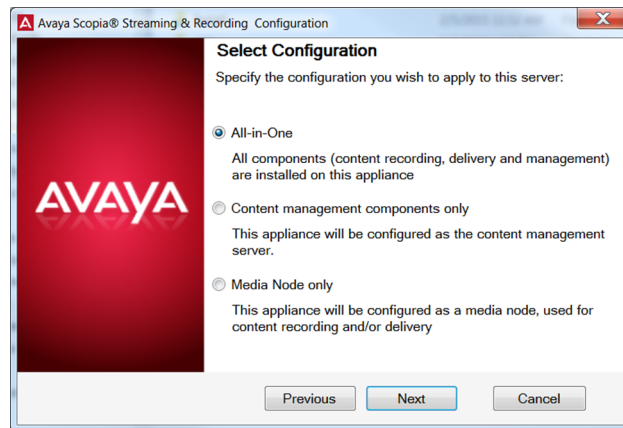 Avaya Scopia® Streaming & Recording Configuration
Select Configuration
Specify the configuration you wish to apply to this server:
All-in-One
All components (content recording, delivery and management)
are installed on this appliance
AVAYA
Content management components only
This appliance will be configured as the content management
server.
Media Node only
This appliance will be configured as a media node, used for
content recording and/or delivery
Previous
Next
Cancel